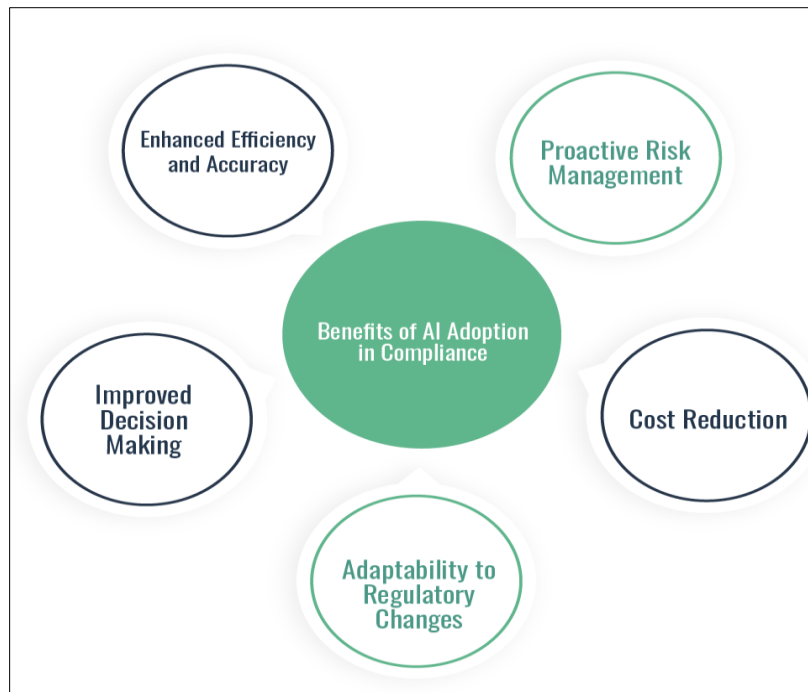 Enhanced Efficiency
and Accuracy
Proactive Risk
Management
Benefits of AI Adoption
in Compliance
Improved
Decision
Making
Cost Reduction
Adaptability to
Regulatory
Changes